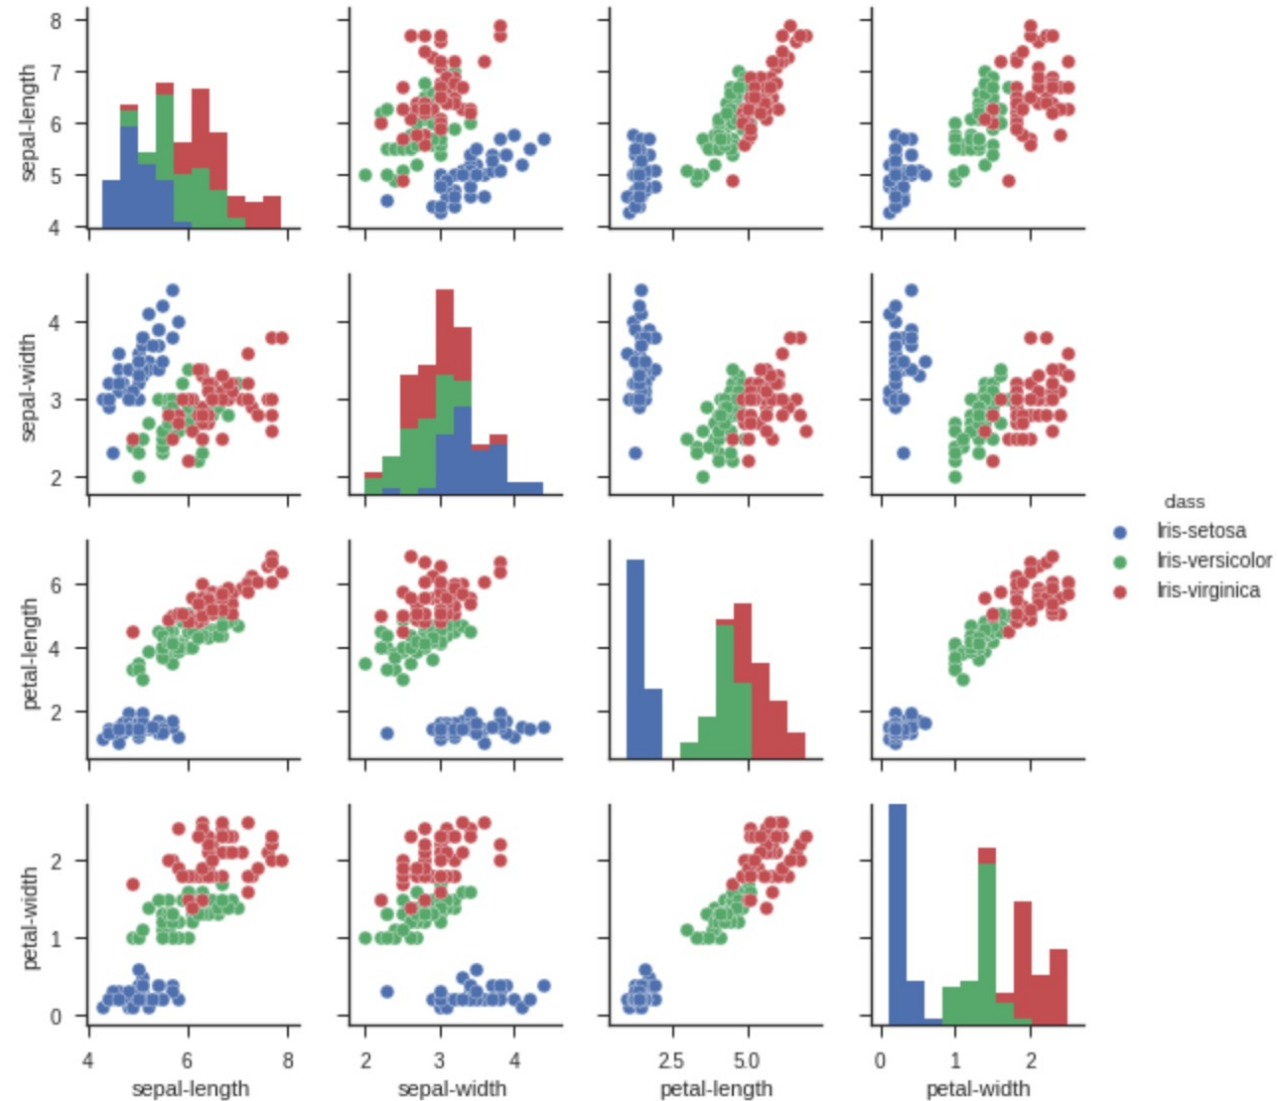 8
7
6
5
4
sepal-length
4
3
2
sepal-width
class
Iris-setosa
Iris-versicolor
Iris-virginica
6
4
2
petal-length
2
1
0
petal-width
4 6 8
2 3 4
2.5 5.0
0 1 2
sepal-length
sepal-width
petal-length
petal-width